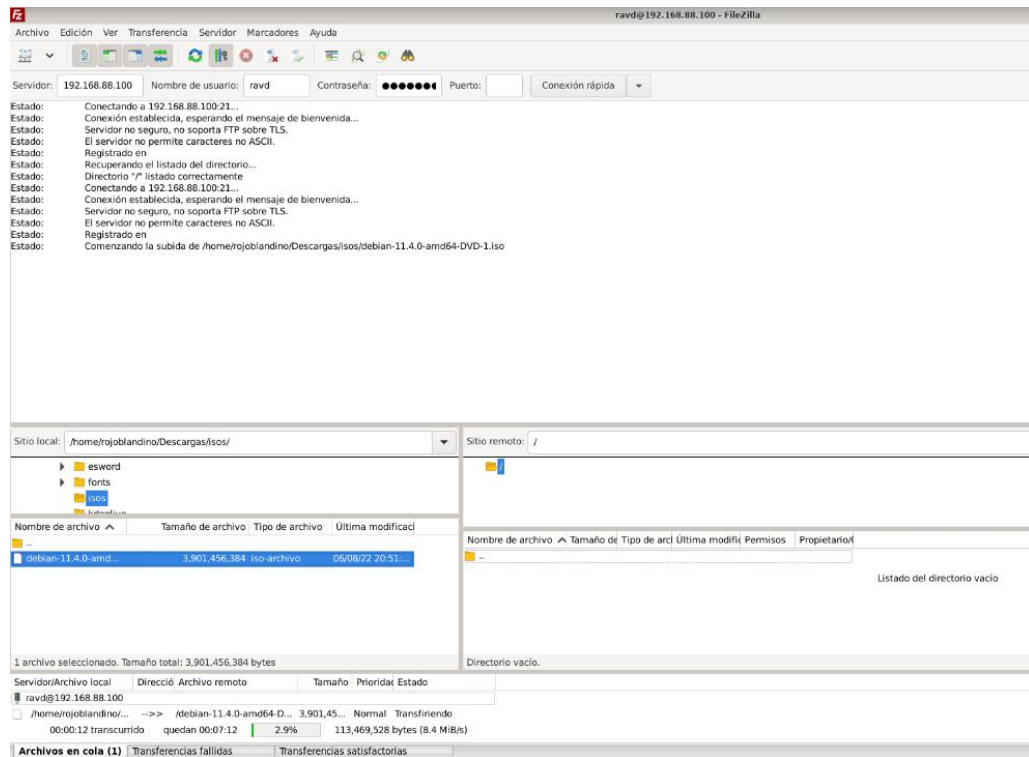 ravd@192.168.88.100 - FileZilla
Archivo Edición Ver Transferencia Servidor Marcadores Ayuda
Servidor: 192.168.88.100 Nombre de usuario: ravd Contraseña: ●●●●●●● Puerto: Conexión rápida
Estado: Conectando a 192.168.88.100:21...
Estado: Conexión establecida, esperando el mensaje de bienvenida...
Estado: Servidor no seguro, no soporta FTP sobre TLS.
Estado: El servidor no permite caracteres no ASCII.
Estado: Registrado en
Estado: Recuperando el listado del directorio...
Estado: Directorio "/" listado correctamente
Estado: Conectando a 192.168.88.100:21...
Estado: Conexión establecida, esperando el mensaje de bienvenida...
Estado: Servidor no seguro, no soporta FTP sobre TLS.
Estado: El servidor no permite caracteres no ASCII.
Estado: Registrado en
Estado: Comenzando la subida de /home/rojoblandino/Descargas/isos/debian-11.4.0-amd64-DVD-1.iso
Sitio local: /home/rojoblandino/Descargas/isos/
esword
fonts
isos
Nombre de archivo Tamaño de archivo Tipo de archivo Última modificaci
..
debian-11.4.0-amd... 3,901,456,384 iso-archivo 06/08/22 20:51:...
1 archivo seleccionado. Tamaño total: 3,901,456,384 bytes
Sitio remoto: /
/
Nombre de archivo Tamaño de Tipo de arcl Última modific Permisos Propietario/
..
Listado del directorio vacío
Directorio vacío.
Servidor/Archivo local Direcció Archivo remoto Tamaño Prioridac Estado
ravd@192.168.88.100
/home/rojoblandino/... -->> /debian-11.4.0-amd64-D... 3,901,45... Normal Transfiriendo
00:00:12 transcurrido quedan 00:07:12 2.9% 113,469,528 bytes (8.4 MiB/s)
Archivos en cola (1) Transferencias fallidas Transferencias satisfactorias